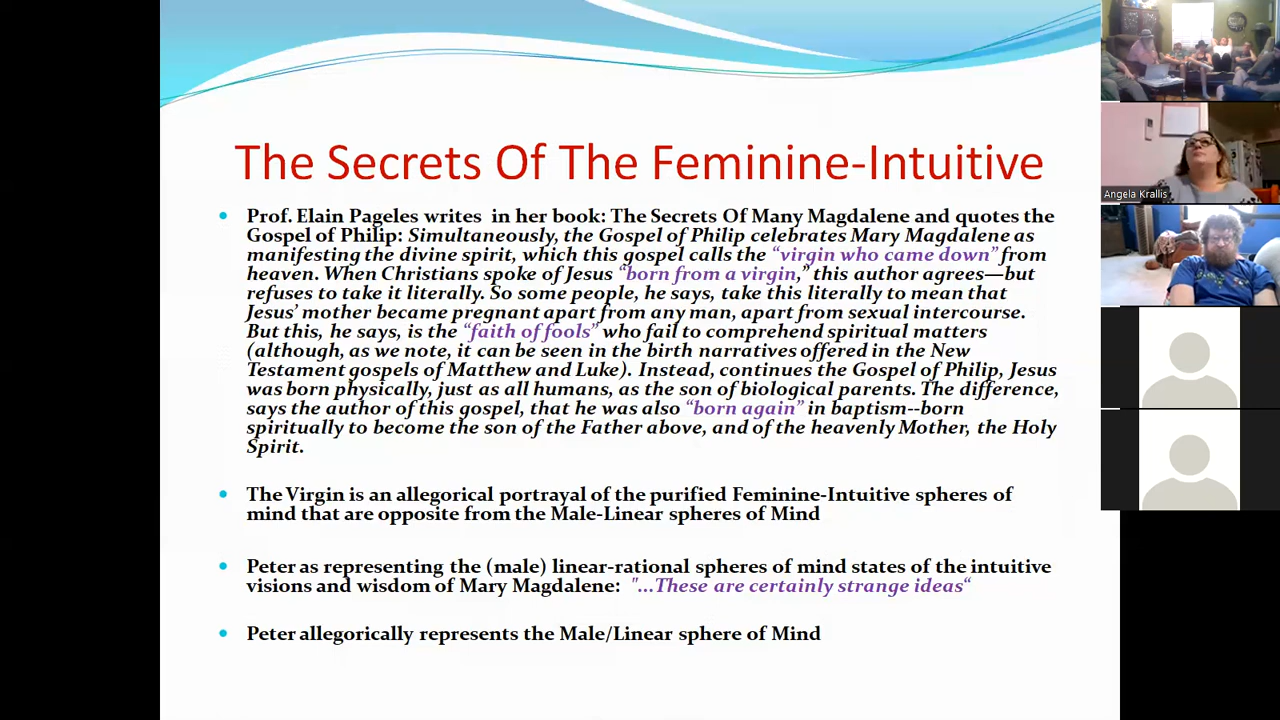 The Secrets Of The Feminine-Intuitive
• Prof. Elain Pageles writes in her book: The Secrets Of Many Magdalene and quotes the
Gospel of Philip: Simultaneously, the Gospel of Philip celebrates Mary Magdalene as
manifesting the divine spirit, which this gospel calls the “virgin who came down” from
heaven. When Christians spoke of Jesus “born from a virgin,” this author agrees—but
refuses to take it literally. So some people, he says, take this literally to mean that
Jesus’ mother became pregnant apart from any man, apart from sexual intercourse.
But this, he says, is the “faith of fools” who fail to comprehend spiritual matters
(although, as we note, it can be seen in the birth narratives offered in the New
Testament gospels of Matthew and Luke). Instead, continues the Gospel of Philip, Jesus
was born physically, just as all humans, as the son of biological parents. The difference,
says the author of this gospel, that he was also “born again” in baptism--born
spiritually to become the son of the Father above, and of the heavenly Mother, the Holy
Spirit.
• The Virgin is an allegorical portrayal of the purified Feminine-Intuitive spheres of
mind that are opposite from the Male-Linear spheres of Mind
• Peter as representing the (male) linear-rational spheres of mind states of the intuitive
visions and wisdom of Mary Magdalene: "...These are certainly strange ideas“
• Peter allegorically represents the Male/Linear sphere of Mind
Angela Krallis